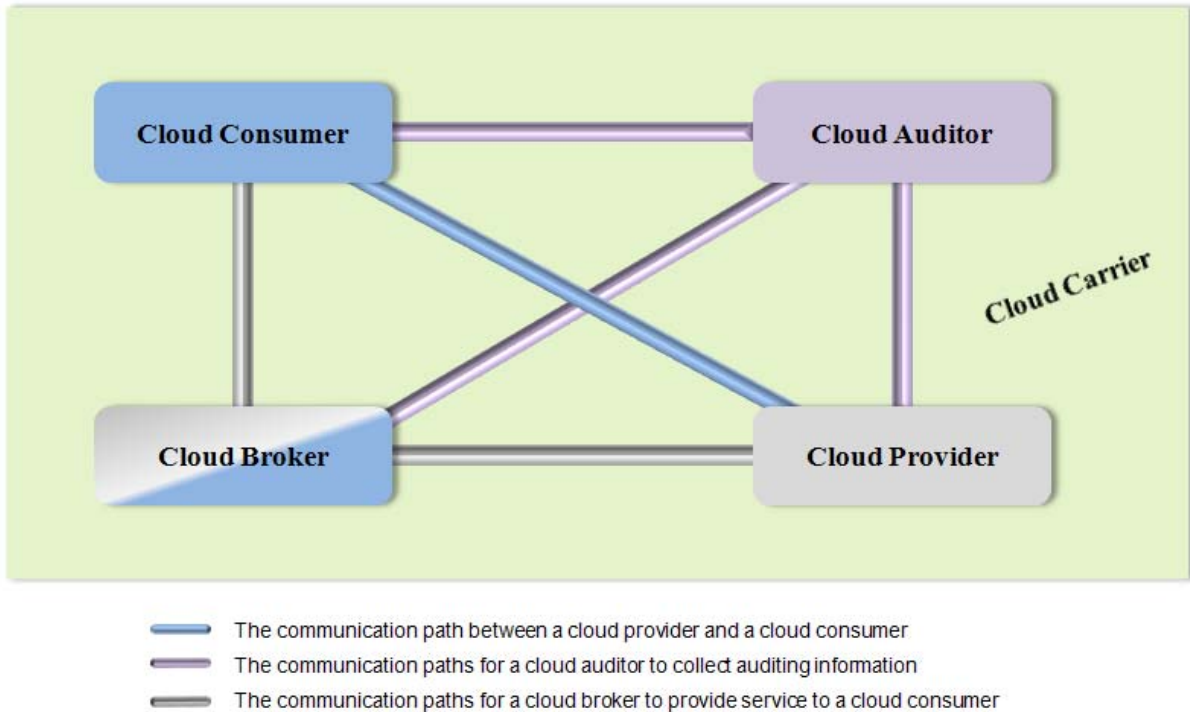 Cloud Consumer
Cloud Auditor
Cloud Carrier
Cloud Broker
Cloud Provider
The communication path between a cloud provider and a cloud consumer
The communication paths for a cloud auditor to collect auditing information
The communication paths for a cloud broker to provide service to a cloud consumer